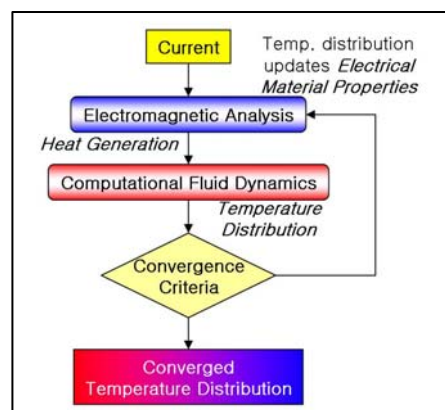 Current
Temp. distribution
updates Electrical
Material Properties
Electromagnetic Analysis
Heat Generation
Computational Fluid Dynamics
Temperature
Distribution
Convergence
Criteria
Converged
Temperature Distribution